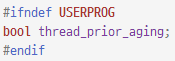 #ifndef USERPROG
bool thread_prior_aging;
#endif